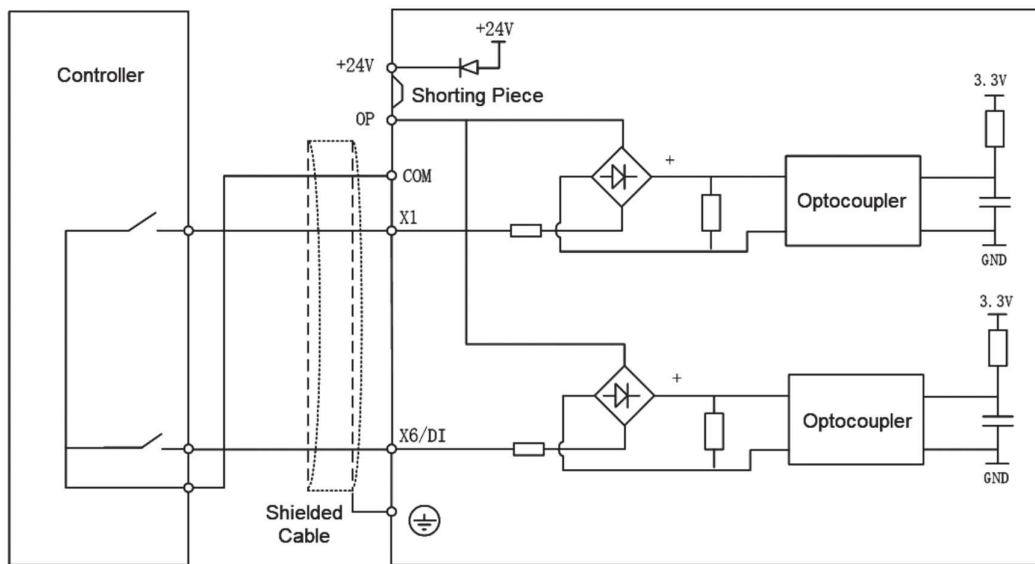 +24V
+24V
Controller
Shorting Piece
3.3V
OP
+
COM
Optocoupler
X1
GND
3.3V
+
Optocoupler
X6/DI
GND
Shielded
Cable